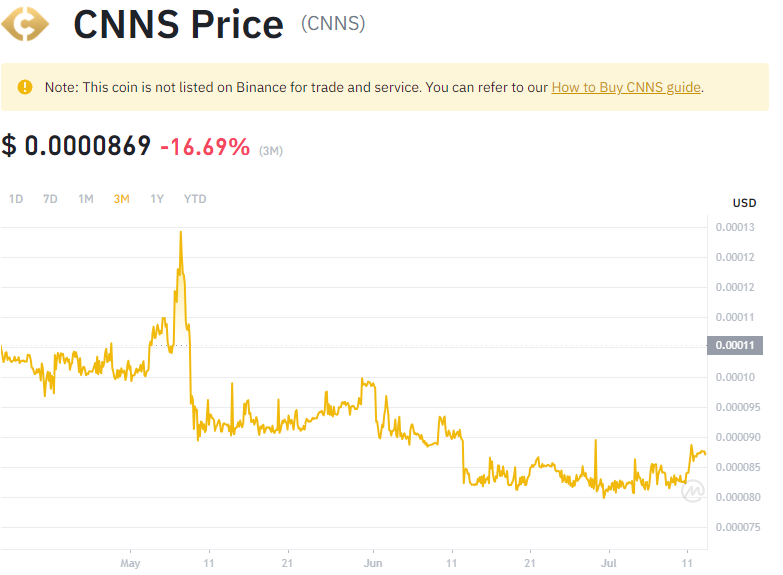 CNNS Price (CNNS)
Note: This coin is not listed on Binance for trade and service. You can refer to our How to Buy CNNS guide.
$ 0.0000869 -16.69% (3M)
1D 7D 1M 3M 1Y YTD
USD
0.00013
0.00012
0.00012
0.00011
0.00011
0.00010
0.000095
0.000090
0.000085
0.000080
0.000075
May 11 21 Jun 11 21 Jul 11